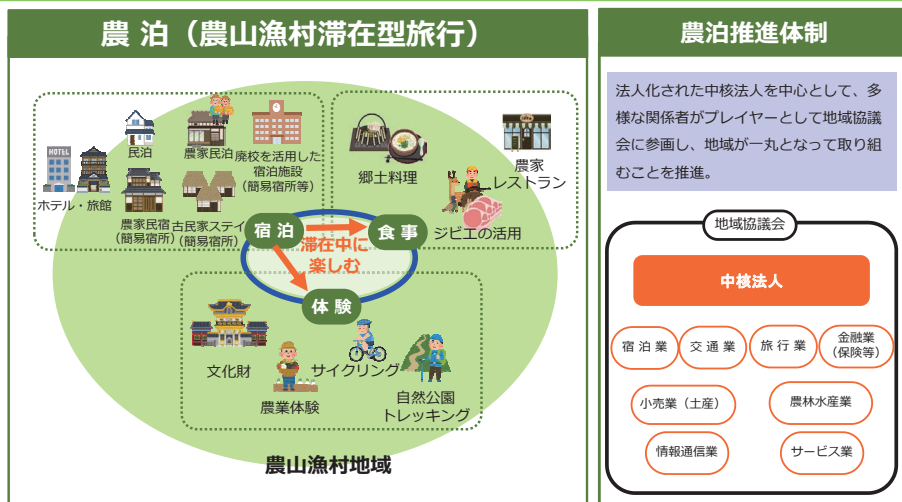 農 泊（農山漁村滞在型旅行）
HOTEL
ホテル・旅館
民泊
農家民泊
廃校を活用した
宿泊施設
（簡易宿所等）
農家民宿
（簡易宿所）
古民家ステイ
（簡易宿所）
郷土料理
農家
レストラン
ジビエの活用
宿 泊
食 事
滞在中に
楽しむ
体 験
文化財
農業体験
サイクリング
自然公園
トレッキング
農山漁村地域
農泊推進体制
法人化された中核法人を中心として、多
様な関係者がプレイヤーとして地域協議
会に参画し、地域が一丸となって取り組
むことを推進。
地域協議会
中核法人
宿 泊 業
交 通 業
旅 行 業
金融業
（保険等）
小売業（土産）
農林水産業
情報通信業
サービス業